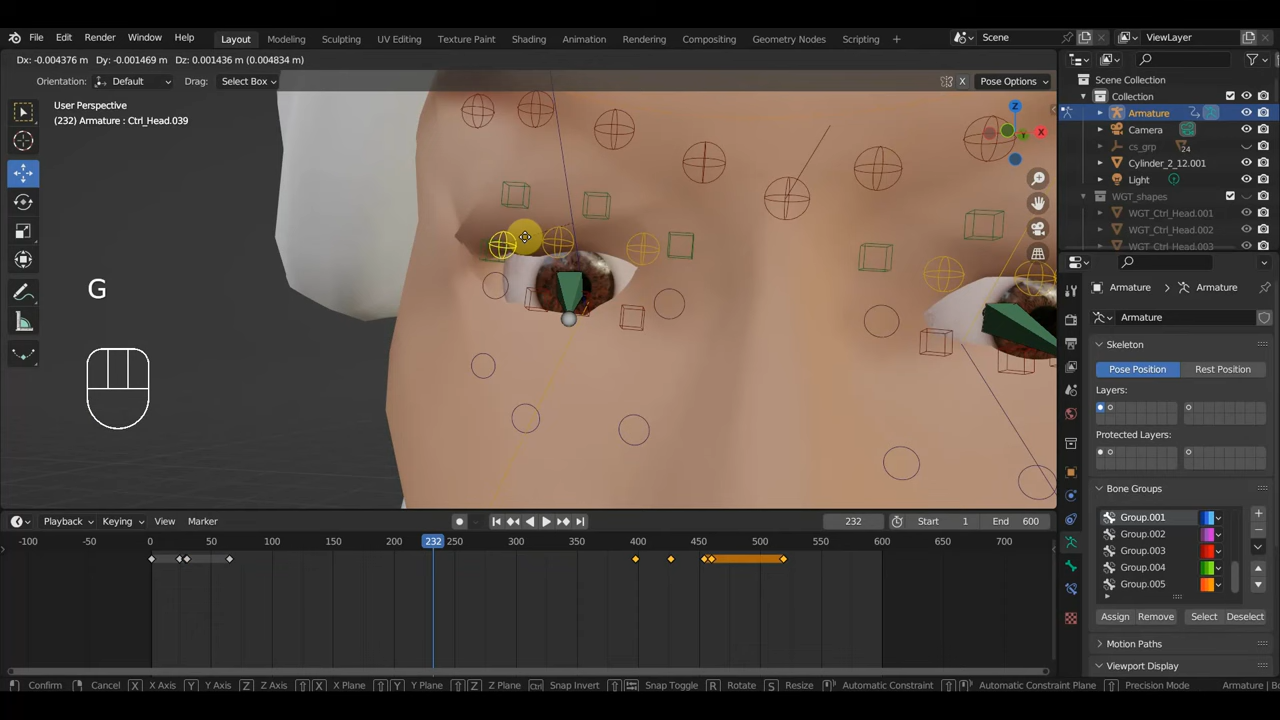 File Edit Render Window Help Layout Modeling Sculpting UV Editing Texture Paint Shading Animation Rendering Compositing Geometry Nodes Scripting + Scene ViewLayer
Dx: -0.004376 m Dy: -0.001469 m Dz: 0.001436 m (0.004834 m)
Orientation: Default Drag: Select Box X Pose Options
User Perspective
(232) Armature : Ctrl_Head.039
Z
X
Y
G
Scene Collection
Collection
Armature
Camera
cs_grp 24
Cylinder_2_12.001
Light
WGT_shapes
WGT_Ctrl_Head.001
WGT_Ctrl_Head.002
WGT_Ctrl_Head.003
Armature > Armature
Armature
Skeleton
Pose Position Rest Position
Layers:
Protected Layers:
Bone Groups
Group.001
Group.002
Group.003
Group.004
Group.005
Assign Remove Select Deselect
Motion Paths
Viewport Display
Playback Keying View Marker 232 Start 1 End 600
-100 -50 0 50 100 150 200 232 250 300 350 400 450 500 550 600 650 700
Confirm Cancel X X Axis Y Y Axis Z Z Axis X X Plane Y Y Plane Z Z Plane Ctrl Snap Invert Snap Toggle R Rotate S Resize Automatic Constraint Automatic Constraint Plane Precision Mode Armature | Bo